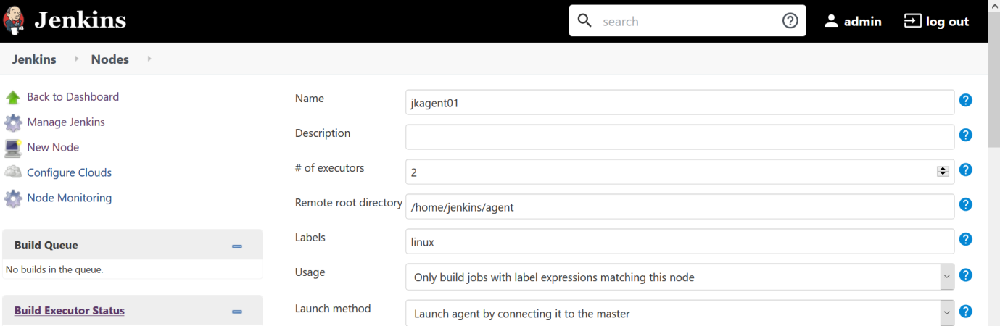 Jenkins
search
admin
log out
Jenkins
Nodes
Back to Dashboard
Manage Jenkins
New Node
Configure Clouds
Node Monitoring
Build Queue
No builds in the queue.
Build Executor Status
Name
jkagent01
Description
# of executors
2
Remote root directory
/home/jenkins/agent
Labels
linux
Usage
Only build jobs with label expressions matching this node
Launch method
Launch agent by connecting it to the master